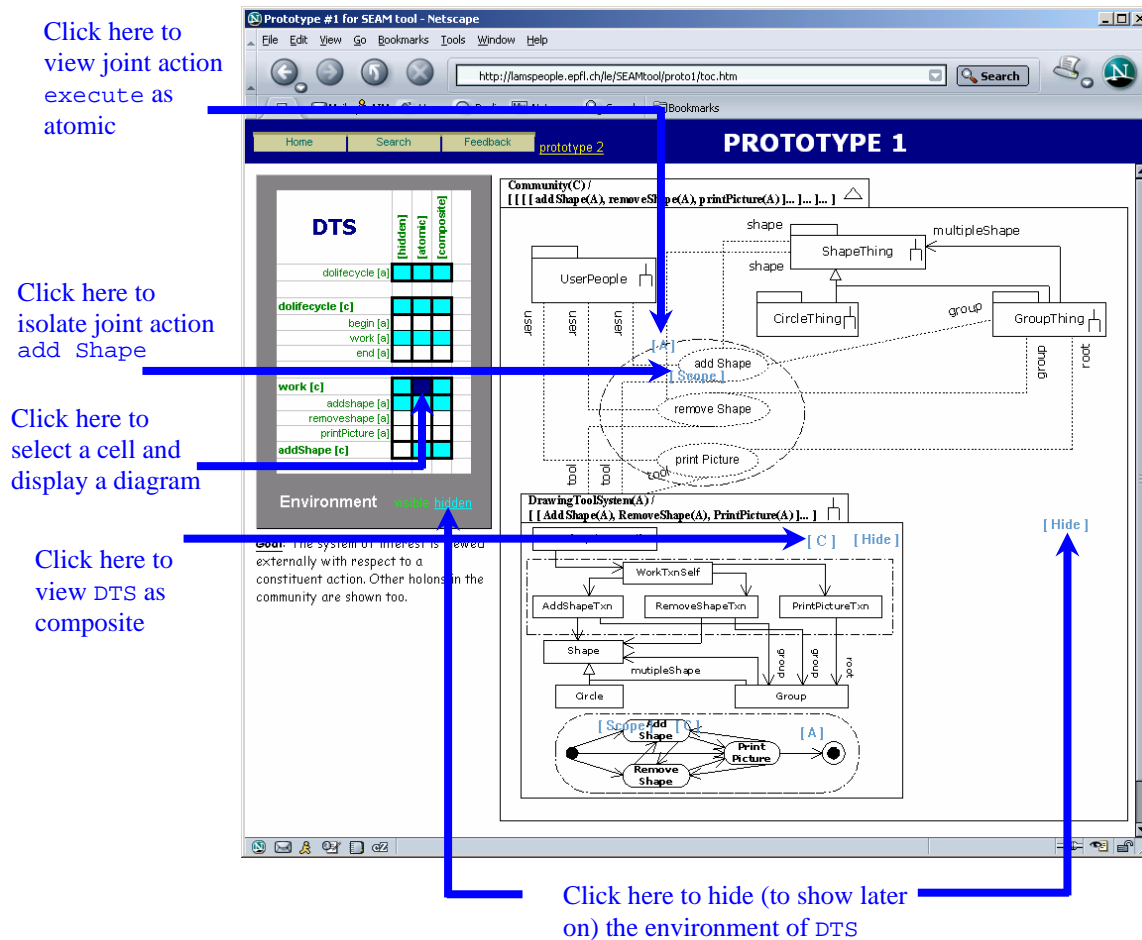 Click here to
view joint action
execute as
atomic
Click here to
isolate joint action
add Shape
Click here to
select a cell and
display a diagram
Click here to
view DTS as
composite
Prototype #1 for SEAM tool - Netscape
File Edit View Go Bookmarks Tools Window Help
http://lamspeople.epfl.ch/le/SEAMtool/proto1/toc.htm
Search
Bookmarks
Home Search Feedback prototype 2
PROTOTYPE 1
DTS
[hidden]
[atomic]
[composite]
dolifecycle [a]
dolifecycle [c]
begin [a]
work [a]
end [a]
work [c]
addshape [a]
removeshape [a]
printPicture [a]
addShape [c]
Environment visible hidden
Goal: The system of interest is viewed
externally with respect to a
constituent action. Other holons in the
community are shown too.
Community(C) /
[ [ [ [ addShape(A), removeShape(A), printPicture(A) ]... ]... ]... ]
UserPeople
shape
ShapeThing
multipleShape
shape
CircleThing
GroupThing
user
user
user
group
group
root
[ A ]
add Shape
[ Scope ]
remove Shape
print Picture
tool
tool
tool
DrawingToolSystem(A) /
[ [ AddShape(A), RemoveShape(A), PrintPicture(A) ]... ]
[ C ] [ Hide ]
[ Hide ]
WorkTxnSelf
AddShapeTxn
RemoveShapeTxn
PrintPictureTxn
Shape
mutipleShape
group
group
root
Circle
Group
[ Scope ] [ C ]
[ A ]
Add
Shape
Print
Picture
Remove
Shape
Click here to hide (to show later
on) the environment of DTS